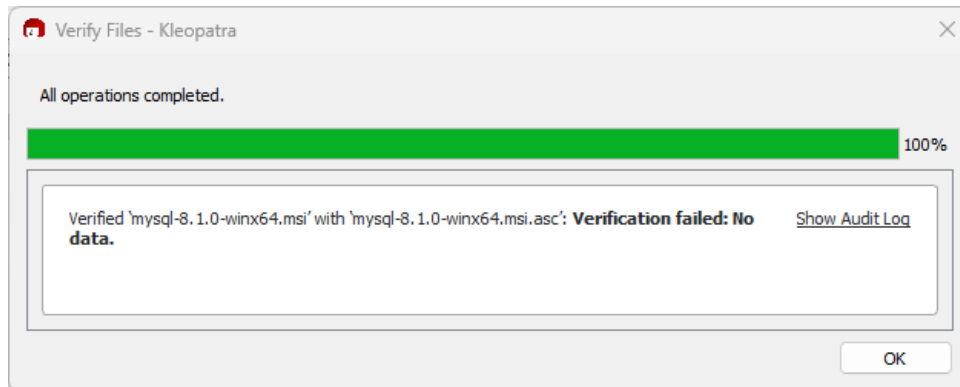 Verify Files - Kleopatra
All operations completed.
100%
Verified 'mysql-8.1.0-winx64.msi' with 'mysql-8.1.0-winx64.msi.asc': Verification failed: No
data.
Show Audit Log
OK